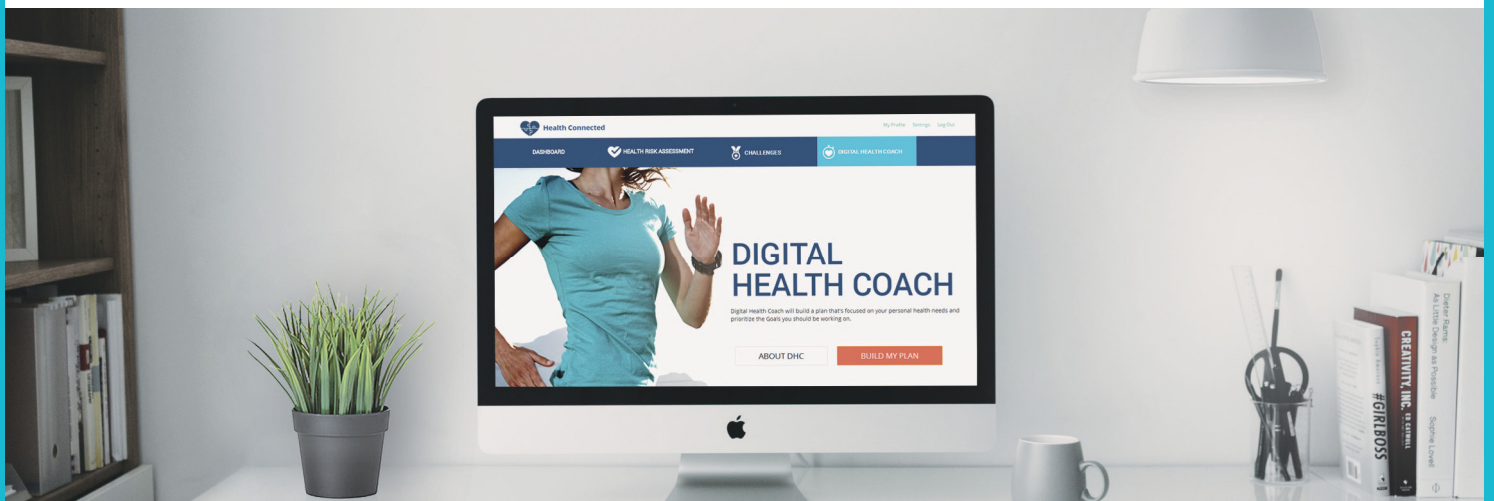 Health Connected
My Profile Settings Log Out
DASHBOARD
HEALTH RISK ASSESSMENT
CHALLENGES
DIGITAL HEALTH COACH
DIGITAL
HEALTH COACH
Digital Health Coach will build a plan that's focused on your personal health needs and
prioritize the Goals you should be working on.
ABOUT DHC
BUILD MY PLAN
#GIRLBOSS
CREATIVITY, INC. ED CATMULL
Dieter Rams:
As Little Design as Possible
Sophie Lovell